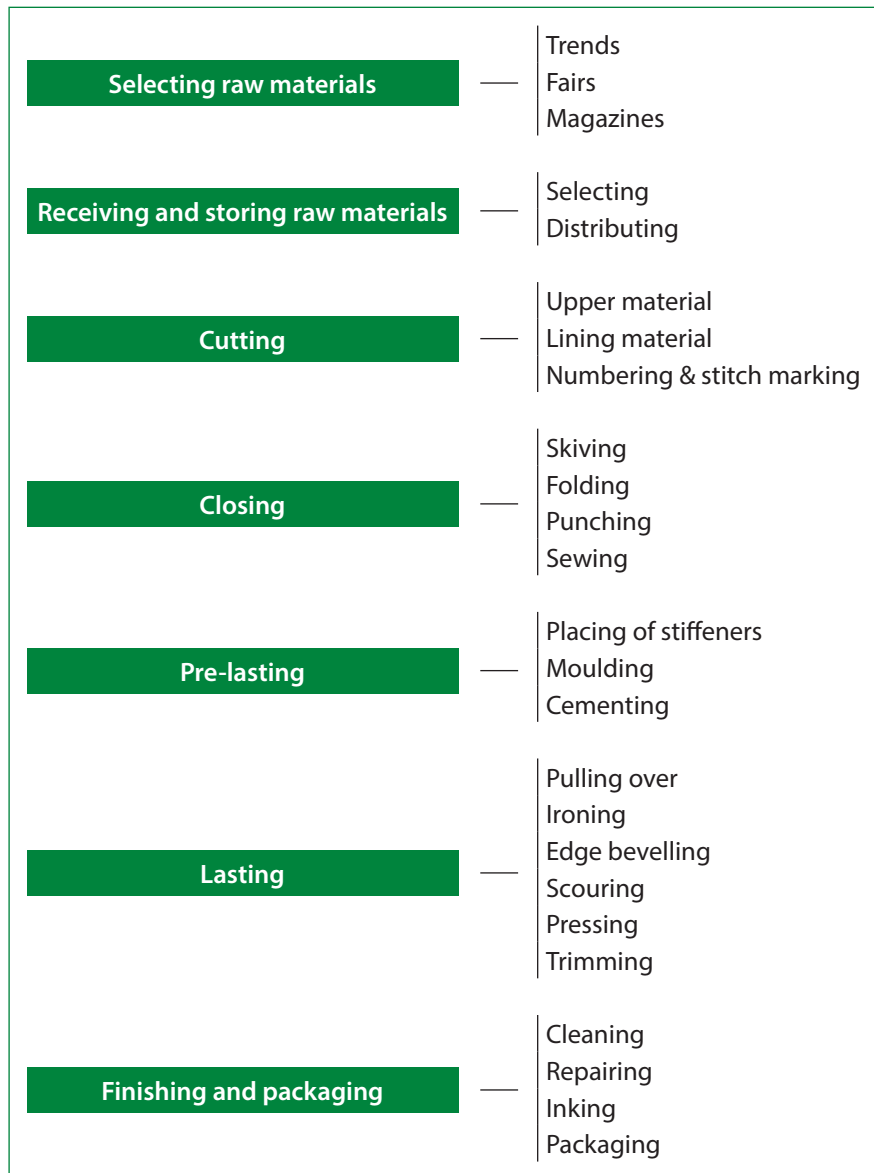 Selecting raw materials
Trends
Fairs
Magazines
Receiving and storing raw materials
Selecting
Distributing
Cutting
Upper material
Lining material
Numbering & stitch marking
Closing
Skiving
Folding
Punching
Sewing
Pre-lasting
Placing of stiffeners
Moulding
Cementing
Lasting
Pulling over
Ironing
Edge bevelling
Scouring
Pressing
Trimming
Finishing and packaging
Cleaning
Repairing
Inking
Packaging